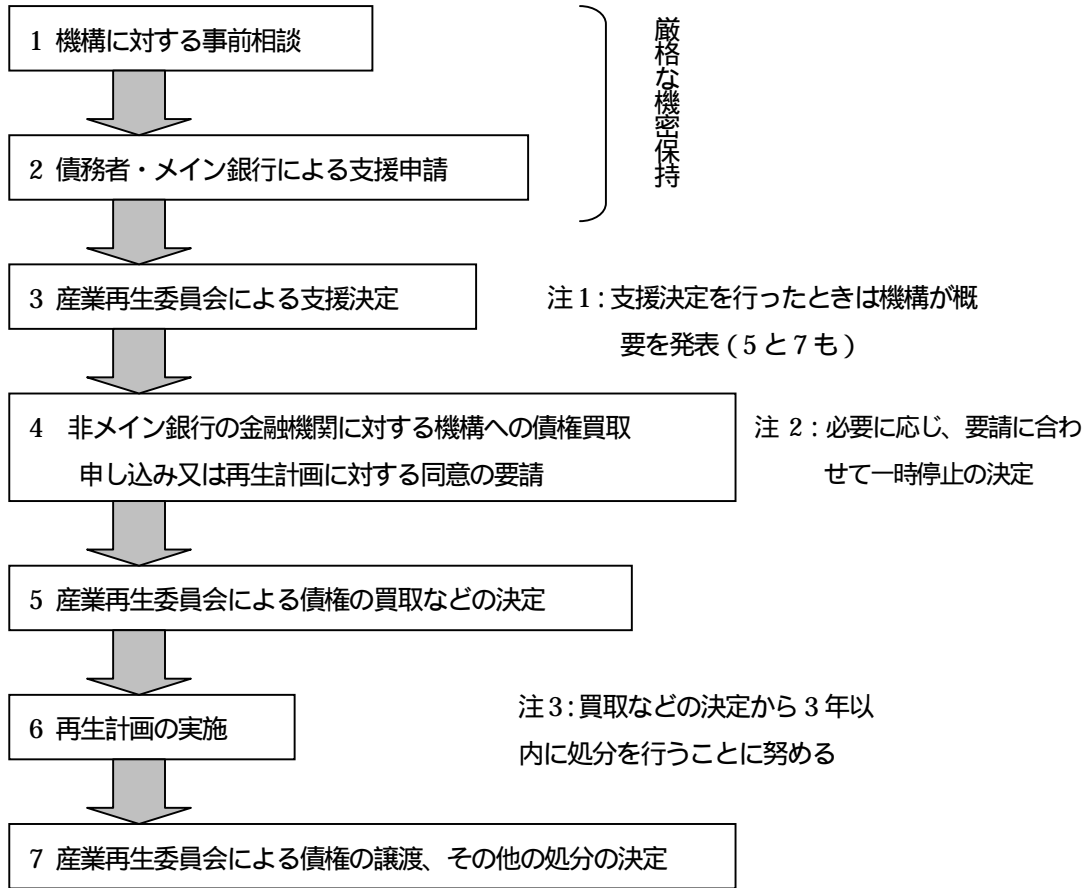 1 機構に対する事前相談
厳格な機密保持
2 債務者・メイン銀行による支援申請
3 産業再生委員会による支援決定
注1：支援決定を行ったときは機構が概
要を発表（5と7も）
4 非メイン銀行の金融機関に対する機構への債権買取
申し込み又は再生計画に対する同意の要請
注 2：必要に応じ、要請に合わ
せて一時停止の決定
5 産業再生委員会による債権の買取などの決定
6 再生計画の実施
注3：買取などの決定から 3 年以
内に処分を行うことに努める
7 産業再生委員会による債権の譲渡、その他の処分の決定